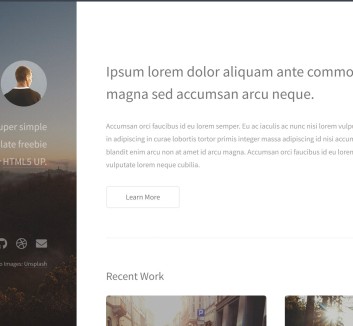 uper simple
late freebie
HTML5 UP.
Images: Unsplash
Ipsum lorem dolor aliquam ante commo
magna sed accumsan arcu neque.
Accumsan orci faucibus id eu lorem semper. Eu ac iaculis ac nunc nisi lorem vulp
in adipiscing in curae lobortis tortor primis integer massa adipiscing id nisi accun
blandit enim arcu non at amet id arcu magna. Accumsan orci faucibus id eu lorem
vulputate lorem neque cubilia.
Learn More
Recent Work